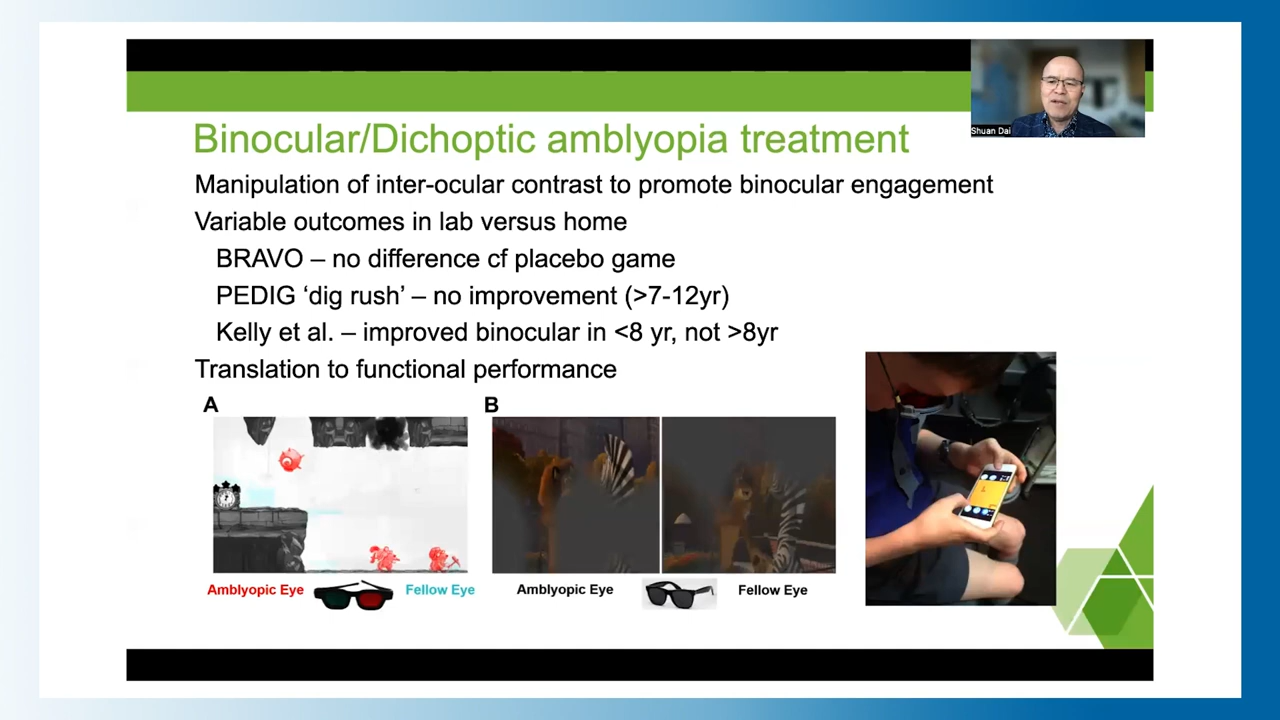 Shuan Dai
Binocular/Dichoptic amblyopia treatment
Manipulation of inter-ocular contrast to promote binocular engagement
Variable outcomes in lab versus home
BRAVO – no difference cf placebo game
PEDIG ‘dig rush’ – no improvement (>7-12yr)
Kelly et al. – improved binocular in <8 yr, not >8yr
Translation to functional performance
A
B
Amblyopic Eye
Fellow Eye
Amblyopic Eye
Fellow Eye